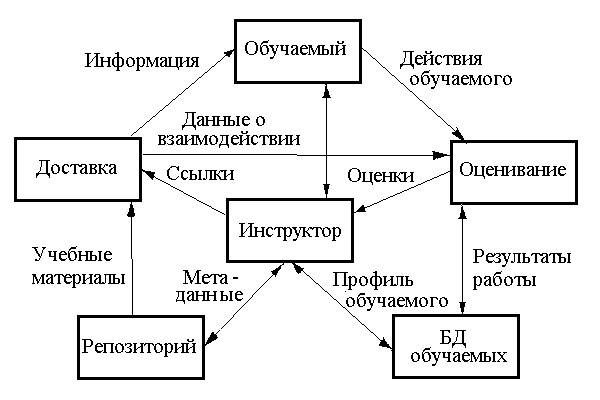 Обучаемый
Информация
Действия
обучаемого
Данные о
взаимодействии
Доставка
Ссылки
Оценки
Оценивание
Инструктор
Учебные
материалы
Мета-
данные
Профиль
обучаемого
Результаты
работы
Репозиторий
БД
обучаемых